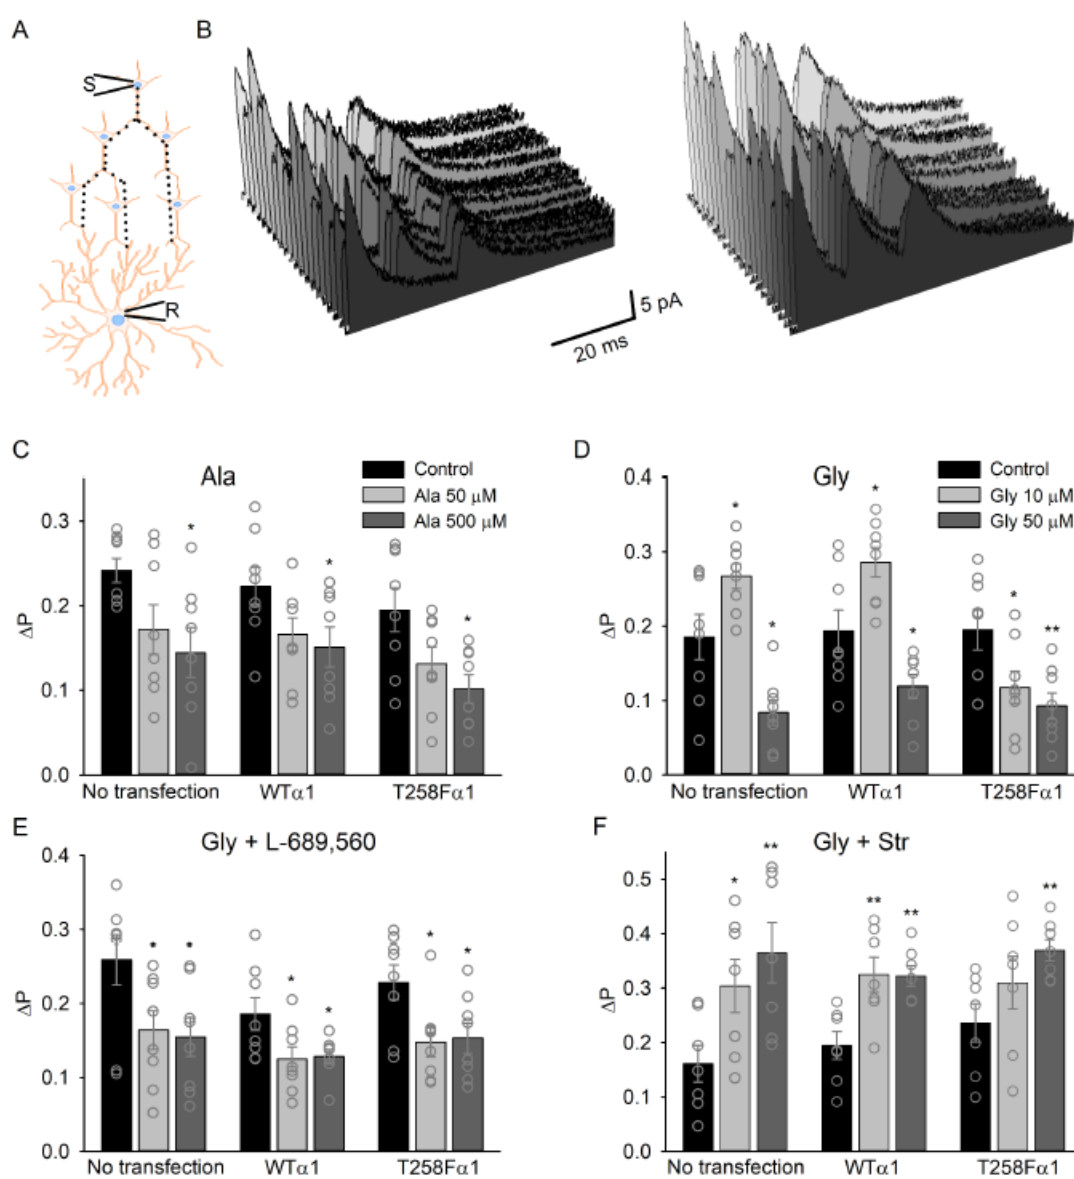 A
B
S
R
5 pA
20 ms
C
Ala
Control
Ala 50 μM
Ala 500 μM
ΔP
0.3
0.2
0.1
0.0
*
*
*
No transfection
WTα1
T258Fα1
D
Gly
Control
Gly 10 μM
Gly 50 μM
ΔP
0.4
0.3
0.2
0.1
0.0
*
*
*
*
*
**
No transfection
WTα1
T258Fα1
E
Gly + L-689,560
ΔP
0.4
0.3
0.2
0.1
0.0
*
*
*
*
*
*
No transfection
WTα1
T258Fα1
F
Gly + Str
ΔP
0.5
0.4
0.3
0.2
0.1
0.0
*
**
**
**
**
No transfection
WTα1
T258Fα1